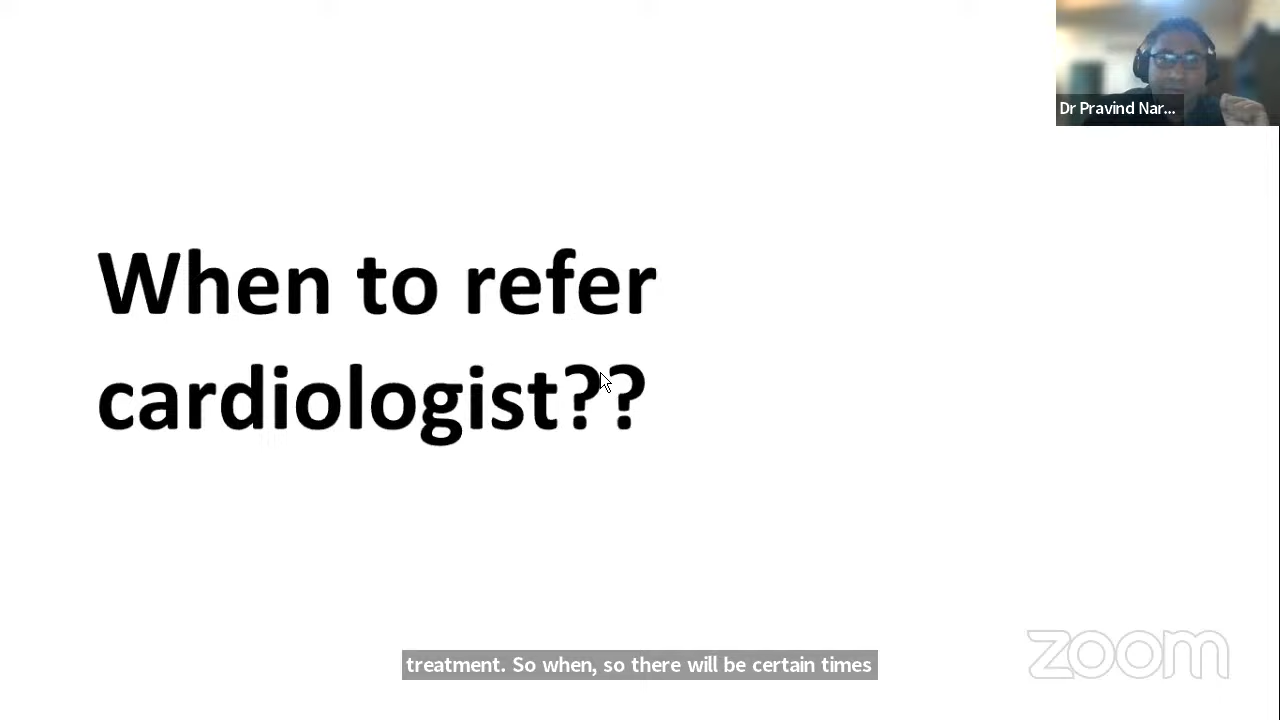 Dr Pravind Nar...
When to refer
cardiologist??
treatment. So when, so there will be certain times
zoom